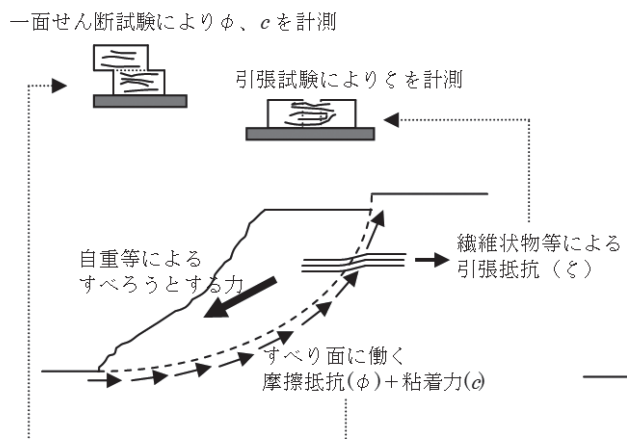 一面せん断試験によりφ、cを計測
引張試験によりζを計測
自重等による
すべろうとする力
繊維状物等による
引張抵抗（ζ）
すべり面に働く
摩擦抵抗(φ)＋粘着力(c)